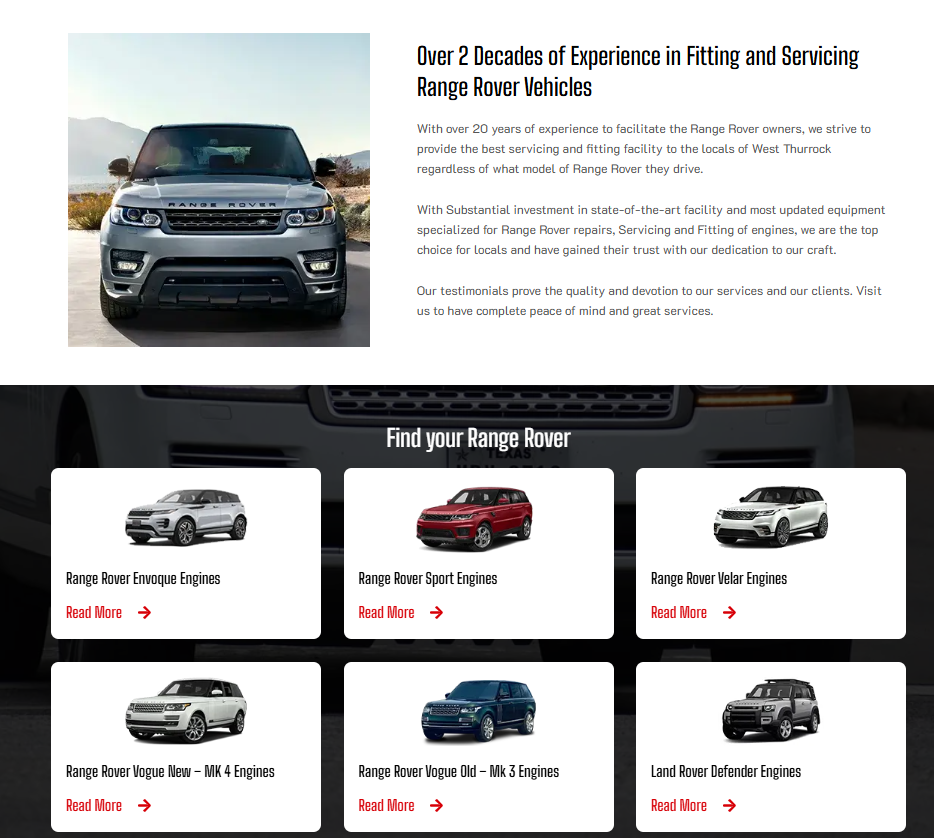 RANGE ROVER
Over 2 Decades of Experience in Fitting and Servicing
Range Rover Vehicles
With over 20 years of experience to facilitate the Range Rover owners, we strive to
provide the best servicing and fitting facility to the locals of West Thurrock
regardless of what model of Range Rover they drive.
With Substantial investment in state-of-the-art facility and most updated equipment
specialized for Range Rover repairs, Servicing and Fitting of engines, we are the top
choice for locals and have gained their trust with our dedication to our craft.
Our testimonials prove the quality and devotion to our services and our clients. Visit
us to have complete peace of mind and great services.
Find your Range Rover
TEXAS
Range Rover Envoque Engines
Read More
Range Rover Sport Engines
Read More
Range Rover Velar Engines
Read More
Range Rover Vogue New – MK 4 Engines
Read More
Range Rover Vogue Old – Mk 3 Engines
Read More
Land Rover Defender Engines
Read More